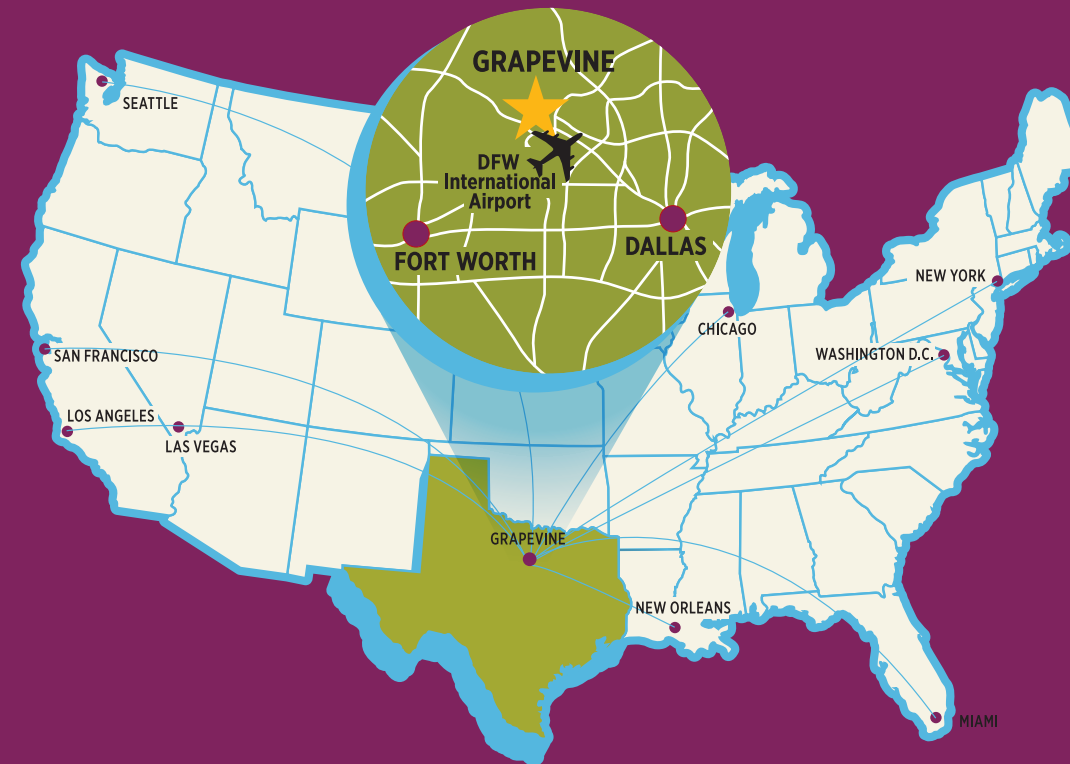 GRAPEVINE
DFW
International
Airport
FORT WORTH
DALLAS
SEATTLE
NEW YORK
CHICAGO
WASHINGTON D.C.
SAN FRANCISCO
LOS ANGELES
LAS VEGAS
GRAPEVINE
NEW ORLEANS
MIAMI